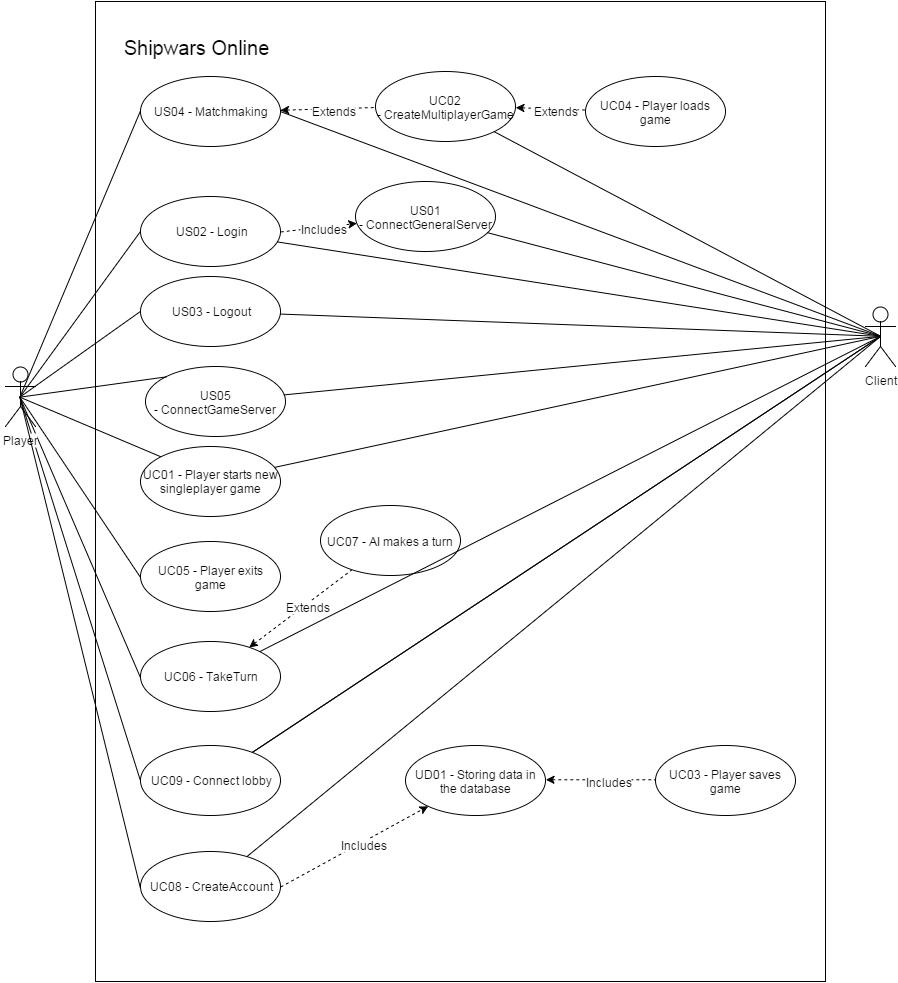 Shipwars Online
US04 - Matchmaking
Extends
UC02
- CreateMultiplayerGame
Extends
UC04 - Player loads
game
US02 - Login
Includes
US01
- ConnectGeneralServer
US03 - Logout
Client
Player
US05
- ConnectGameServer
UC01 - Player starts new
singleplayer game
UC07 - AI makes a turn
UC05 - Player exits
game
Extends
UC06 - TakeTurn
UC09 - Connect lobby
UD01 - Storing data in
the database
Includes
UC03 - Player saves
game
Includes
UC08 - CreateAccount